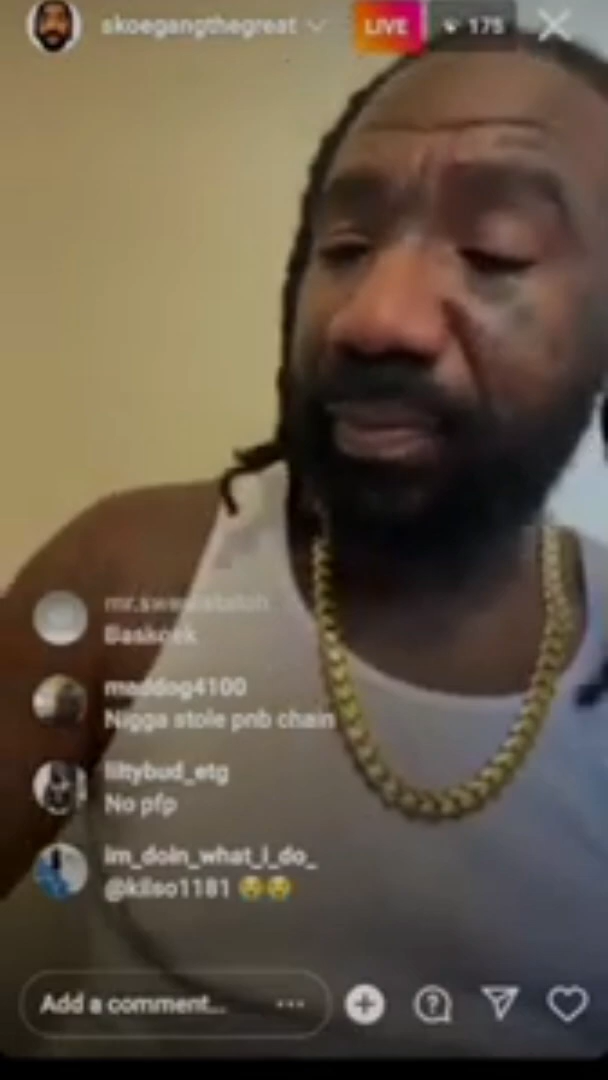 skoegangthegreat
LIVE
175
Baskoek
maddog4100
Nigga stole pnb chain
liltybud_etg
No pfp
im_doin_what_i_do_
@kilso1181 😭😭
Add a comment...